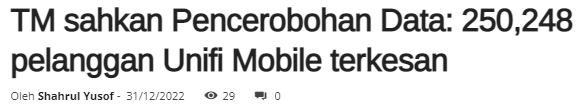 TM sahkan Pencerobohan Data: 250,248
pelanggan Unifi Mobile terkesan
Oleh Shahrul Yusof - 31/12/2022 29 0